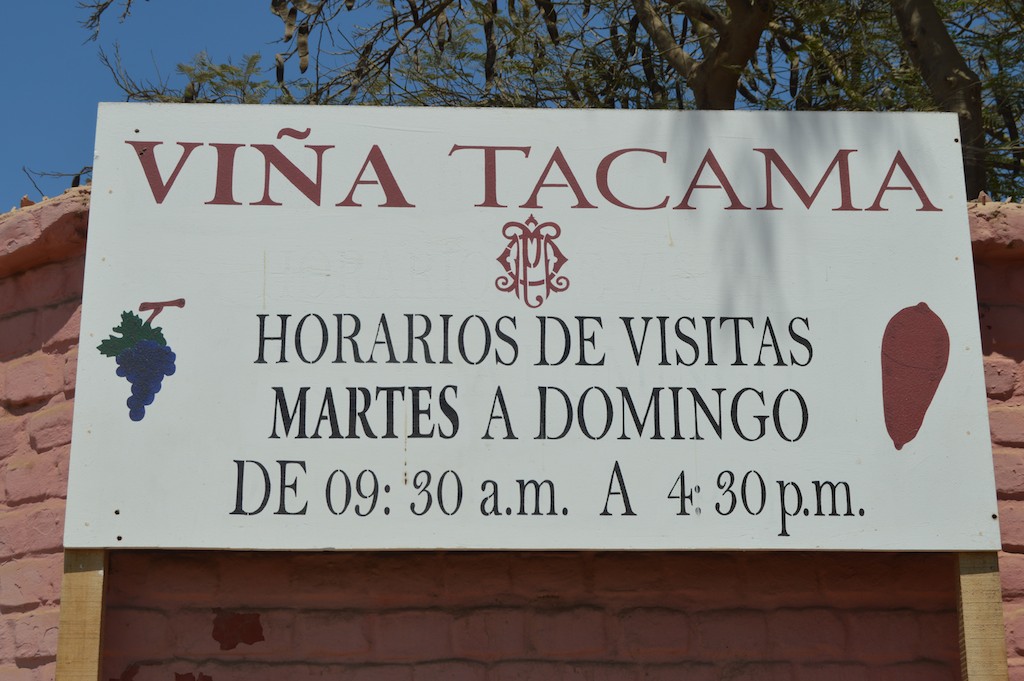 VIÑA TACAMA
HORARIOS DE VISITAS
MARTES A DOMINGO
DE 09: 30 a.m. A 4: 30 p.m.